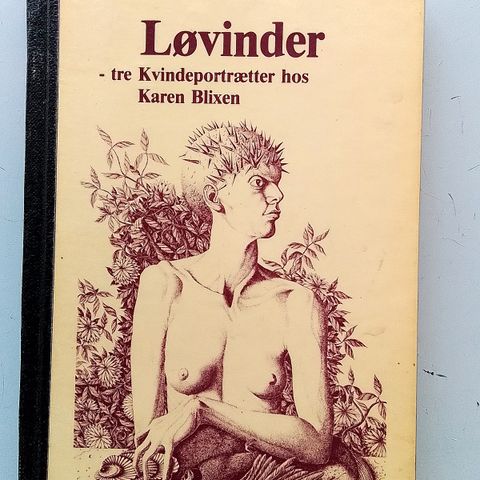 Løvinder
- tre Kvindeportrætter hos
Karen Blixen